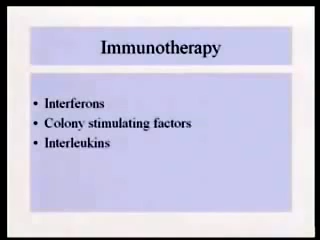 Immunotherapy
• Interferons
• Colony stimulating factors
• Interleukins